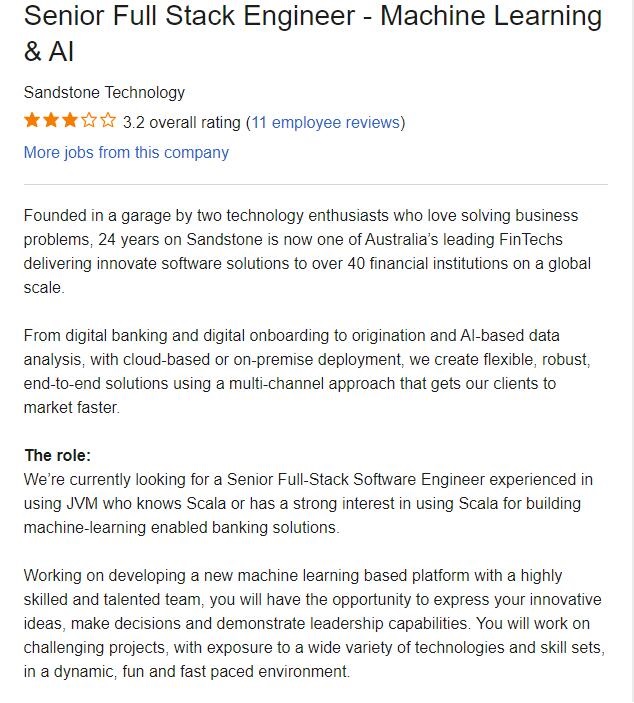 Senior Full Stack Engineer - Machine Learning
& AI
Sandstone Technology
3.2 overall rating (11 employee reviews)
More jobs from this company
Founded in a garage by two technology enthusiasts who love solving business
problems, 24 years on Sandstone is now one of Australia's leading FinTechs
delivering innovate software solutions to over 40 financial institutions on a global
scale.
From digital banking and digital onboarding to origination and AI-based data
analysis, with cloud-based or on-premise deployment, we create flexible, robust,
end-to-end solutions using a multi-channel approach that gets our clients to
market faster.
The role:
We're currently looking for a Senior Full-Stack Software Engineer experienced in
using JVM who knows Scala or has a strong interest in using Scala for building
machine-learning enabled banking solutions.
Working on developing a new machine learning based platform with a highly
skilled and talented team, you will have the opportunity to express your innovative
ideas, make decisions and demonstrate leadership capabilities. You will work on
challenging projects, with exposure to a wide variety of technologies and skill sets,
in a dynamic, fun and fast paced environment.